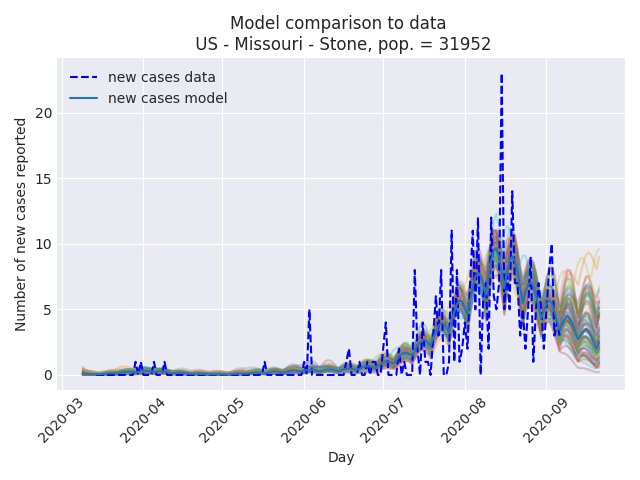 Model comparison to data
US - Missouri - Stone, pop. = 31952
new cases data
new cases model
Number of new cases reported
20
15
10
5
0
2020-03
2020-04
2020-05
2020-06
2020-07
2020-08
2020-09
Day